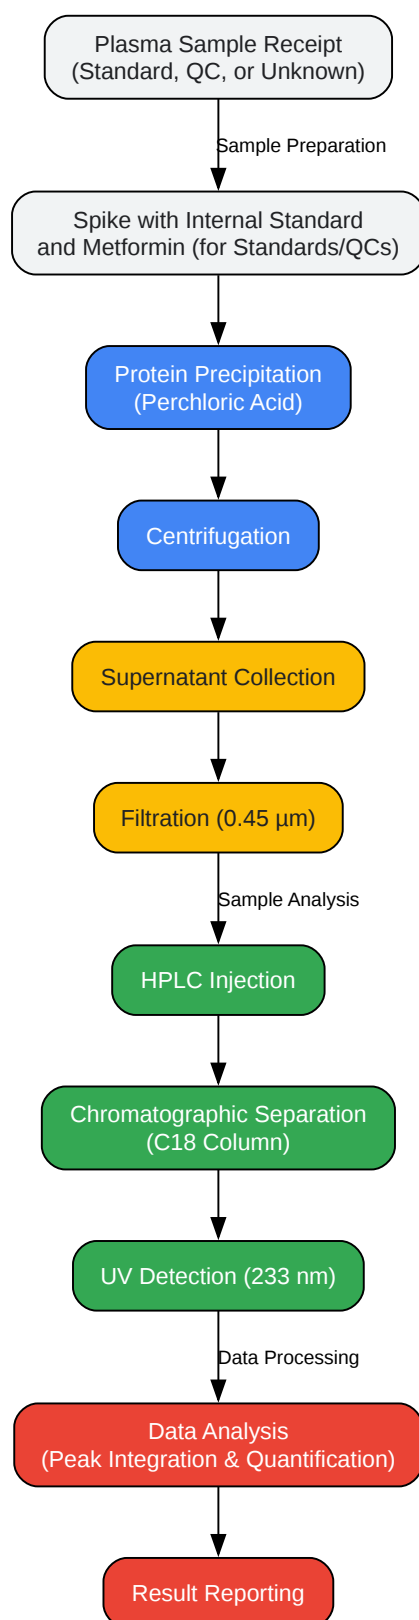 Plasma Sample Receipt
(Standard, QC, or Unknown)
Sample Preparation
Spike with Internal Standard
and Metformin (for Standards/QCs)
Protein Precipitation
(Perchloric Acid)
Centrifugation
Supernatant Collection
Filtration (0.45 µm)
Sample Analysis
HPLC Injection
Chromatographic Separation
(C18 Column)
UV Detection (233 nm)
Data Processing
Data Analysis
(Peak Integration & Quantification)
Result Reporting